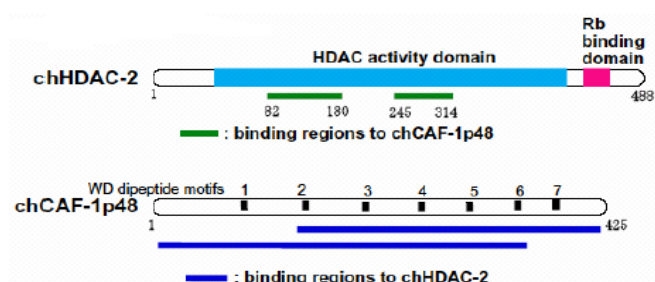 Rb
binding
domain
HDAC activity domain
chHDAC-2
1
488
82 180 245 314
: binding regions to chCAF-1p48
WD dipeptide motifs 1 2 3 4 5 6 7
chCAF-1p48
1
425
: binding regions to chHDAC-2